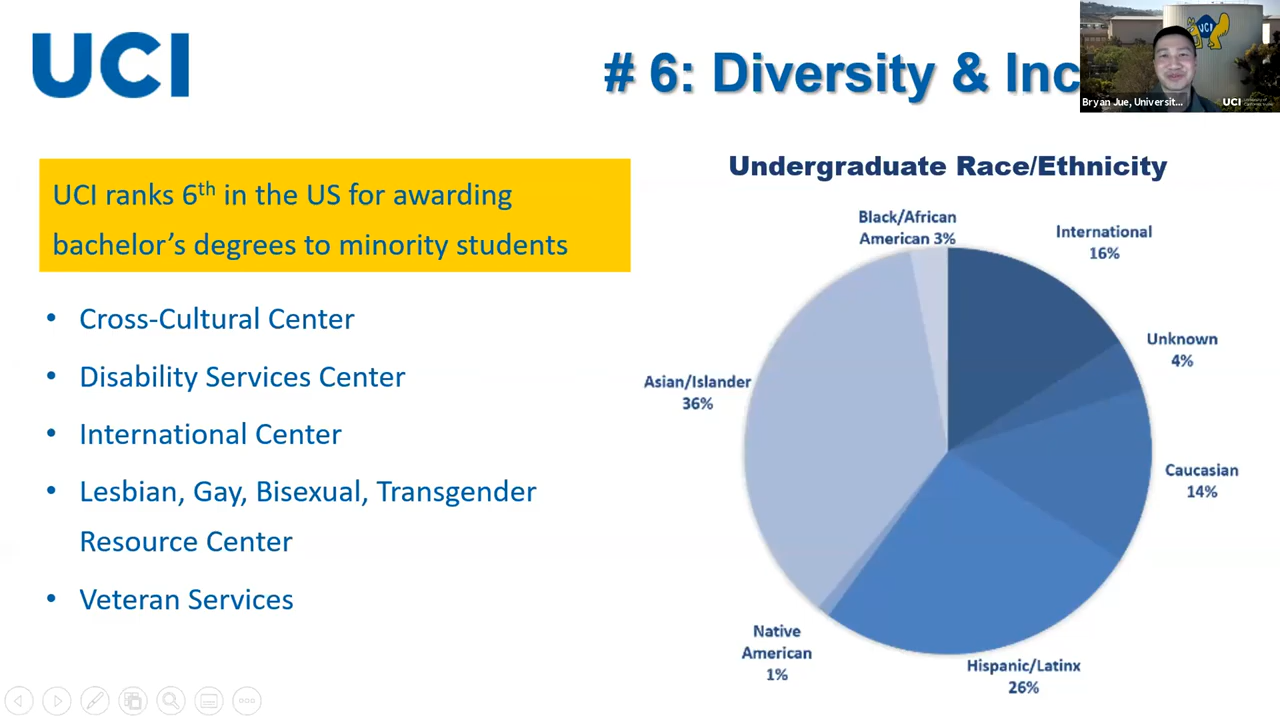 UCI
# 6: Diversity & Inc
UCI
Bryan Jue, Universit...
UCI
UCI ranks 6th in the US for awarding
bachelor's degrees to minority students
• Cross-Cultural Center
• Disability Services Center
• International Center
• Lesbian, Gay, Bisexual, Transgender
Resource Center
• Veteran Services
Undergraduate Race/Ethnicity
Black/African
American 3%
International
16%
Unknown
4%
Asian/Islander
36%
Caucasian
14%
Native
American
1%
Hispanic/Latinx
26%